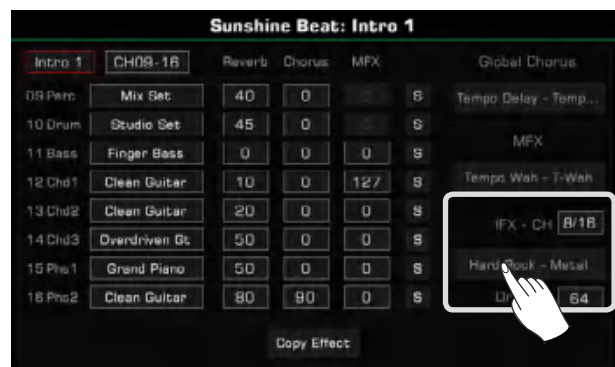 Sunshine Beat: Intro 1
Intro 1 CH09-16 Reverb Chorus MFX Global Chorus
09 Perc Mix Set 40 0 S Tempo Delay - Temp...
10 Drum Studio Set 45 0 S
MFX
11 Bass Finger Bass 0 0 0 S
12 Chd1 Clean Guitar 10 0 127 S Tempo Wah - T-Wah
13 Chd2 Clean Guitar 20 0 0 S
IFX - CH 8/16
14 Chd3 Overdriven Gt 50 0 0 S
15 Phs1 Grand Piano 50 0 0 S Hard Rock - Metal
16 Phs2 Clean Guitar 80 90 0 S 64
Copy Effect